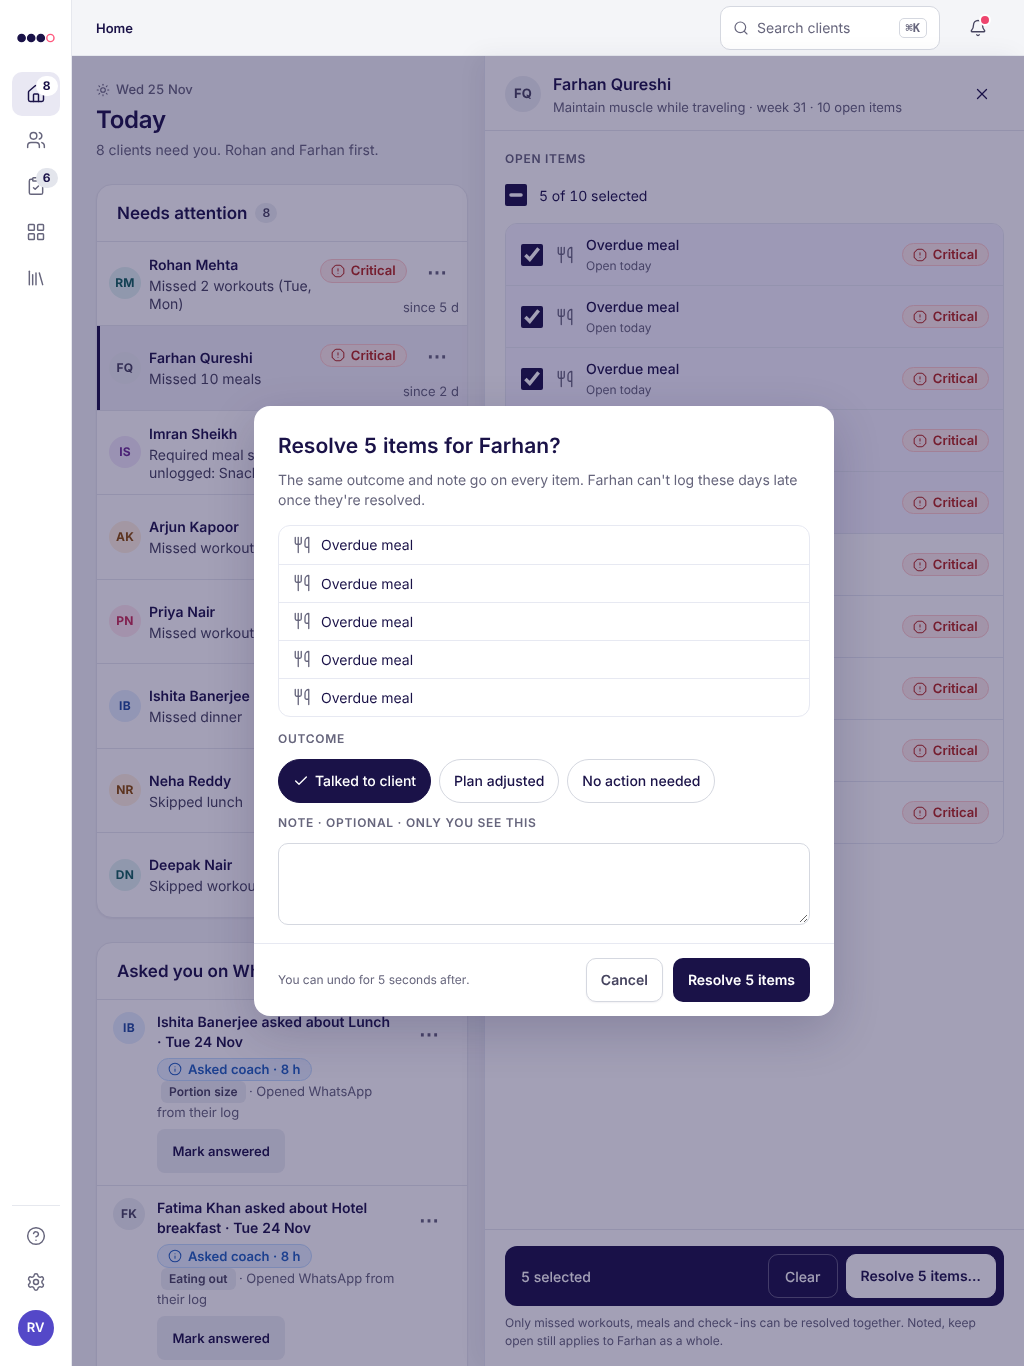 Home
Search clients
⌘K
8
6
Wed 25 Nov
Today
8 clients need you. Rohan and Farhan first.
Needs attention 8
RM
Rohan Mehta
Critical
Missed 2 workouts (Tue,
Mon)
since 5 d
FQ
Farhan Qureshi
Critical
Missed 10 meals
since 2 d
IS
Imran Sheikh
Required meal s
unlogged: Snac
AK
Arjun Kapoor
Missed workout
PN
Priya Nair
Missed workout
IB
Ishita Banerjee
Missed dinner
NR
Neha Reddy
Skipped lunch
DN
Deepak Nair
Skipped workou
Asked you on Wh
IB
Ishita Banerjee asked about Lunch
· Tue 24 Nov
Asked coach · 8 h
Portion size · Opened WhatsApp
from their log
Mark answered
FK
Fatima Khan asked about Hotel
breakfast · Tue 24 Nov
Asked coach · 8 h
Eating out · Opened WhatsApp from
their log
Mark answered
RV
FQ
Farhan Qureshi
Maintain muscle while traveling · week 31 · 10 open items
OPEN ITEMS
5 of 10 selected
Overdue meal
Open today
Critical
Overdue meal
Open today
Critical
Overdue meal
Open today
Critical
Critical
Critical
Critical
Critical
Critical
Critical
Critical
Resolve 5 items for Farhan?
The same outcome and note go on every item. Farhan can't log these days late
once they're resolved.
Overdue meal
Overdue meal
Overdue meal
Overdue meal
Overdue meal
OUTCOME
Talked to client
Plan adjusted
No action needed
NOTE · OPTIONAL · ONLY YOU SEE THIS
You can undo for 5 seconds after.
Cancel
Resolve 5 items
5 selected
Clear
Resolve 5 items...
Only missed workouts, meals and check-ins can be resolved together. Noted, keep
open still applies to Farhan as a whole.